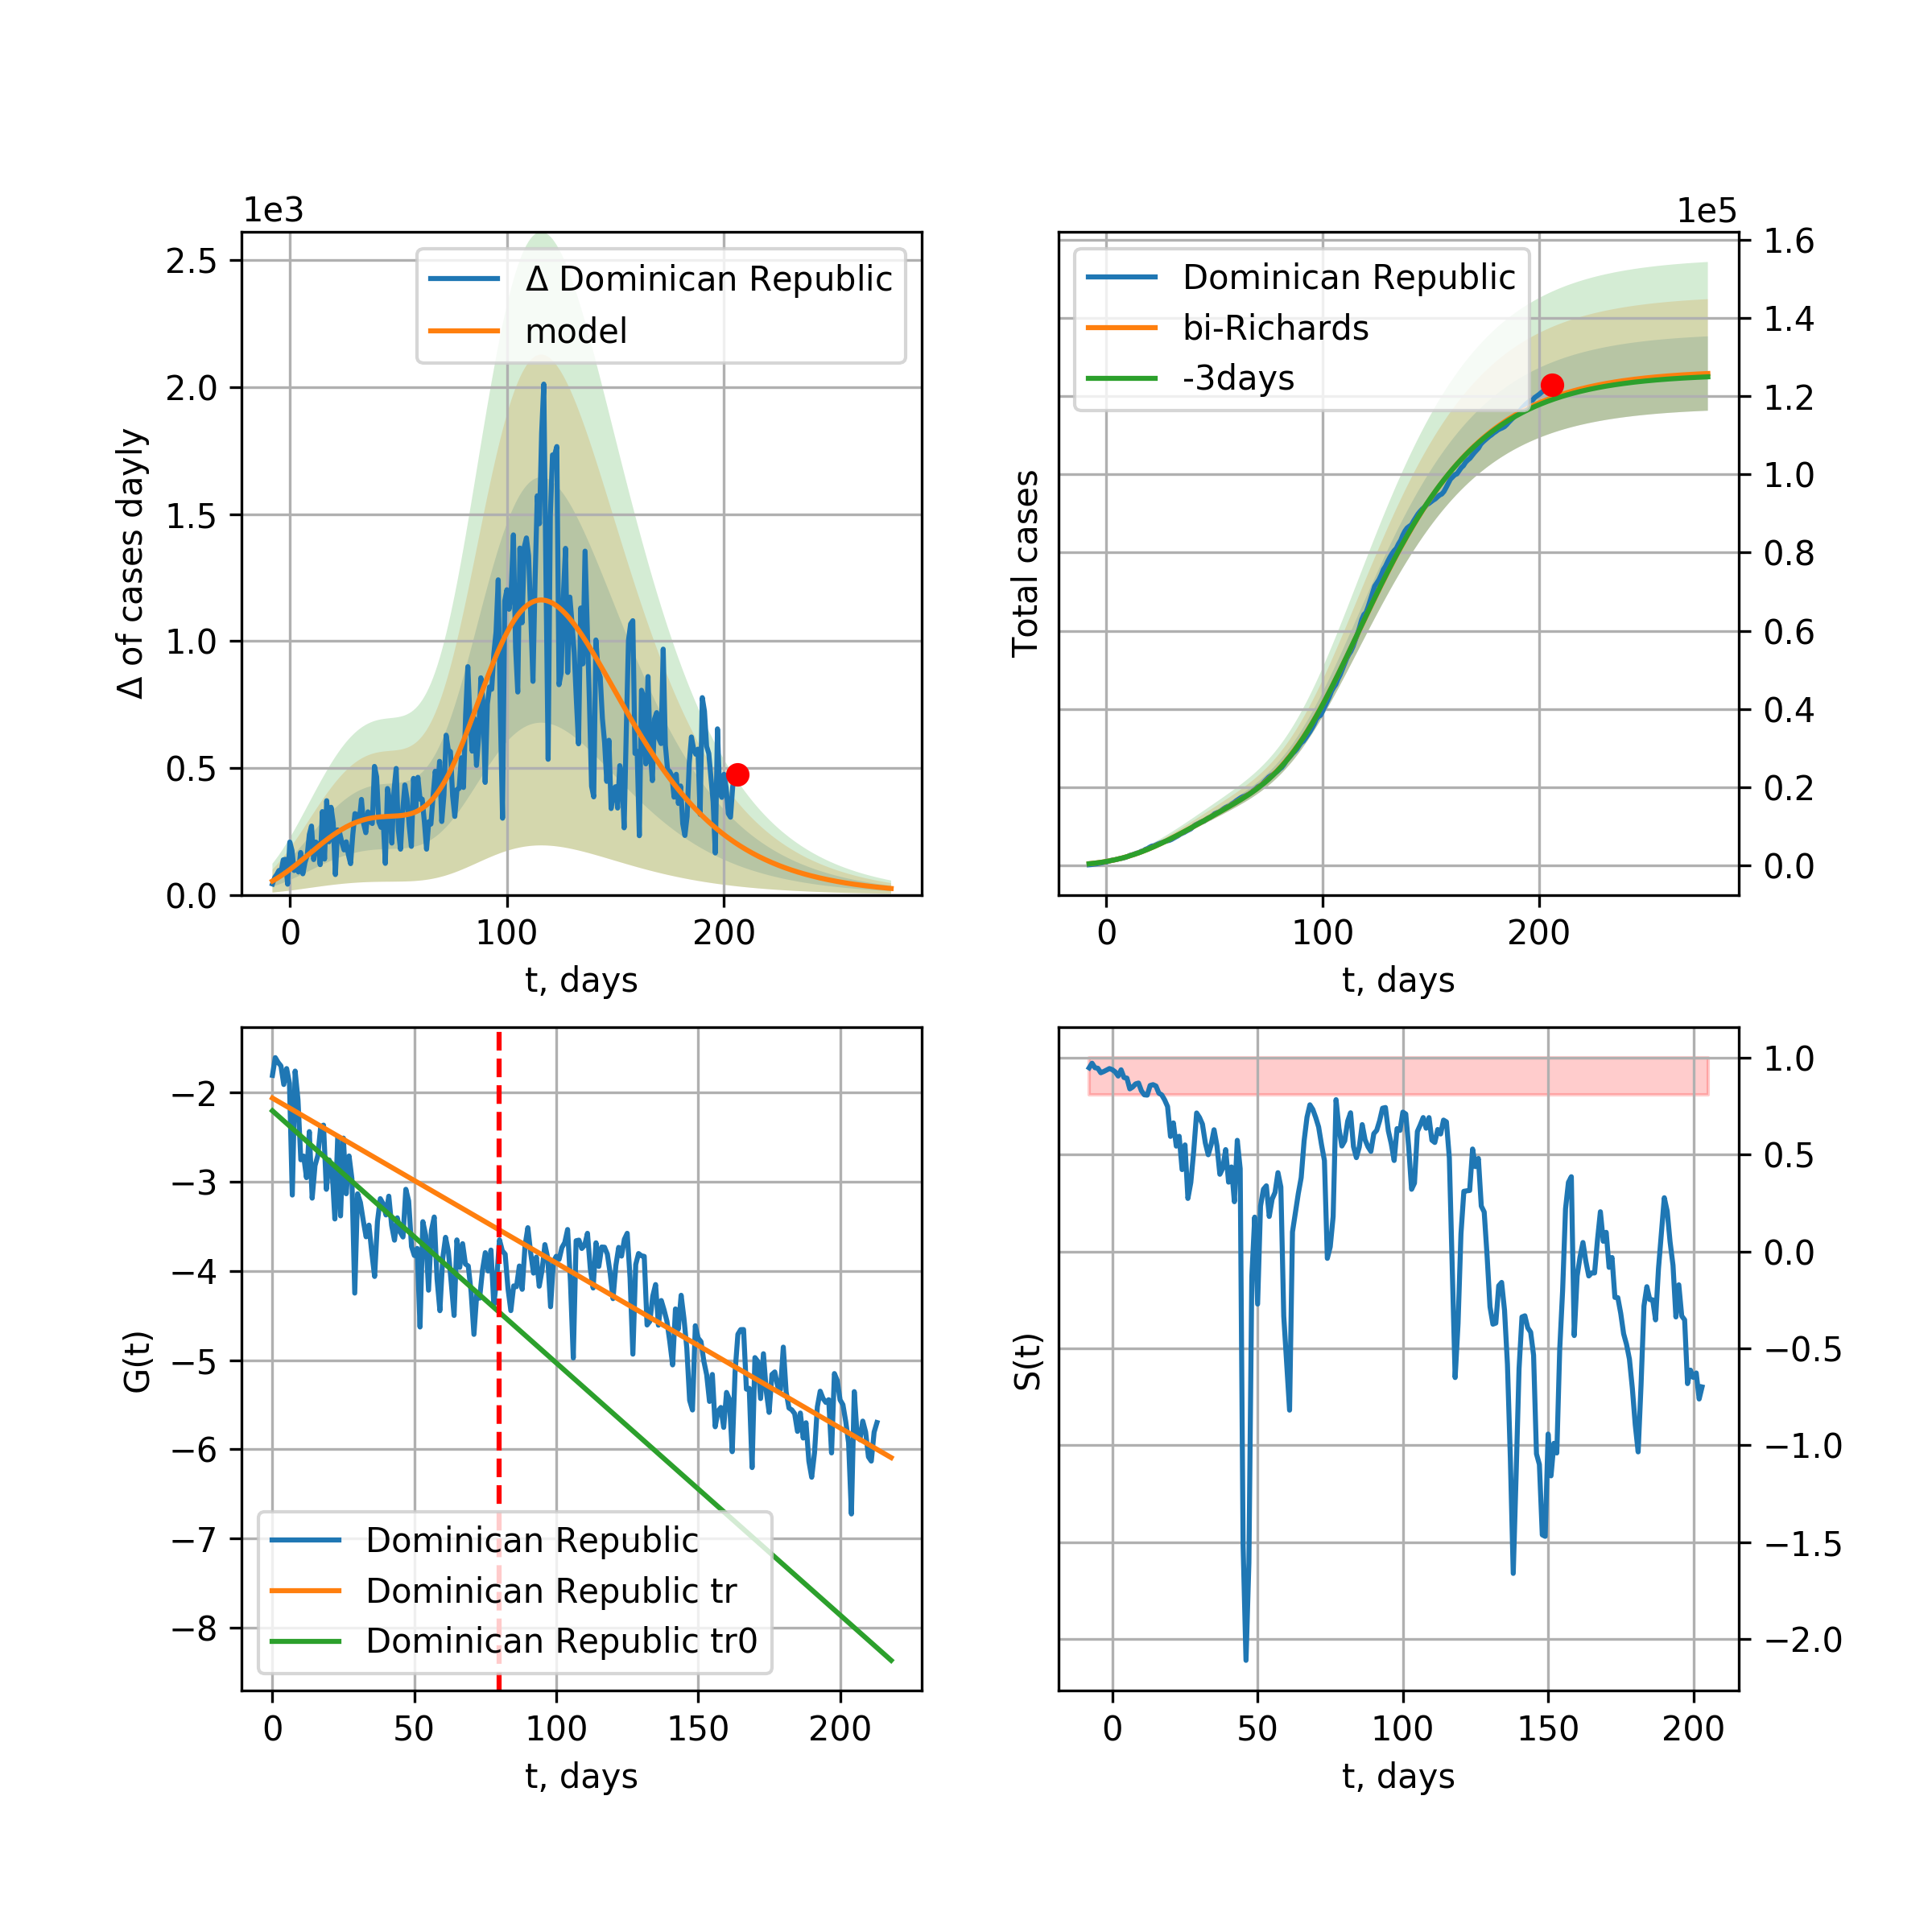 1e3
2.5
2.0
1.5
1.0
0.5
0.0
Δ of cases dayly
Δ Dominican Republic
model
0 100 200
t, days
1e5
1.6
1.4
1.2
1.0
0.8
0.6
0.4
0.2
0.0
Total cases
Dominican Republic
bi-Richards
-3days
0 100 200
t, days
−2
−3
−4
−5
−6
−7
−8
G(t)
Dominican Republic
Dominican Republic tr
Dominican Republic tr0
0 50 100 150 200
t, days
1.0
0.5
0.0
−0.5
−1.0
−1.5
−2.0
S(t)
0 50 100 150 200
t, days